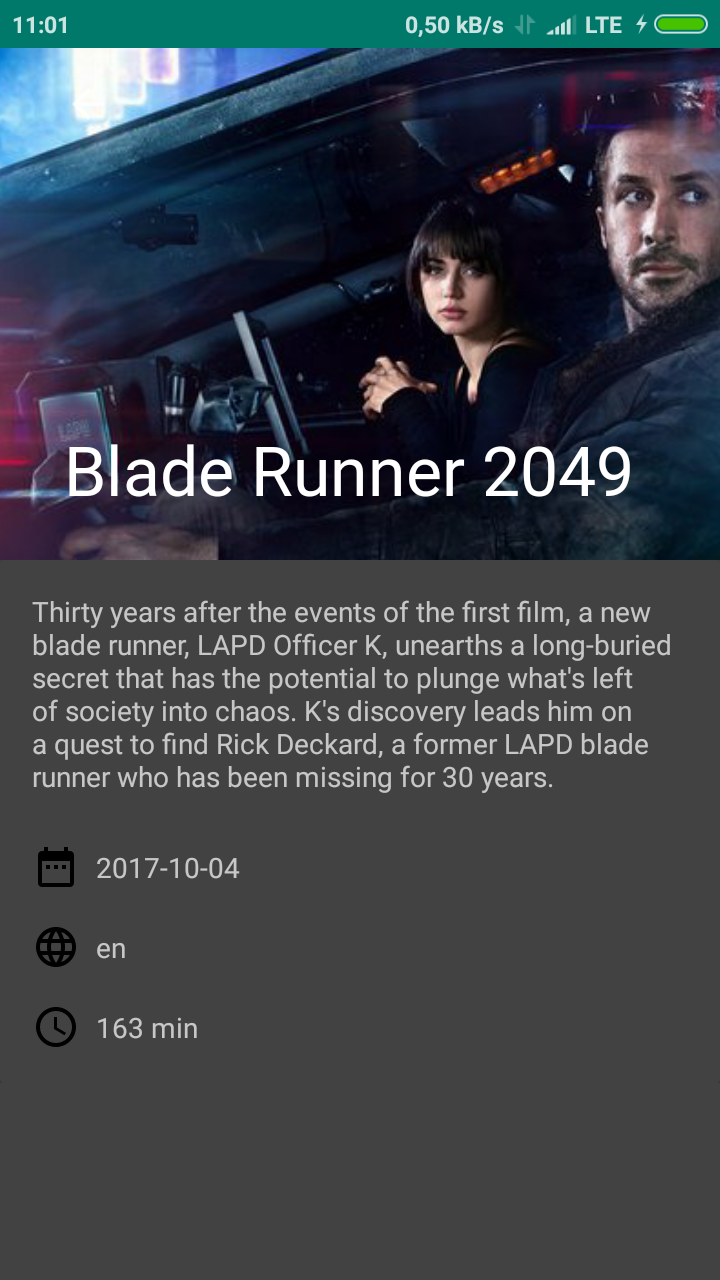 11:01
0,50 kB/s LTE
Blade Runner 2049
Thirty years after the events of the first film, a new
blade runner, LAPD Officer K, unearths a long-buried
secret that has the potential to plunge what's left
of society into chaos. K's discovery leads him on
a quest to find Rick Deckard, a former LAPD blade
runner who has been missing for 30 years.
2017-10-04
en
163 min